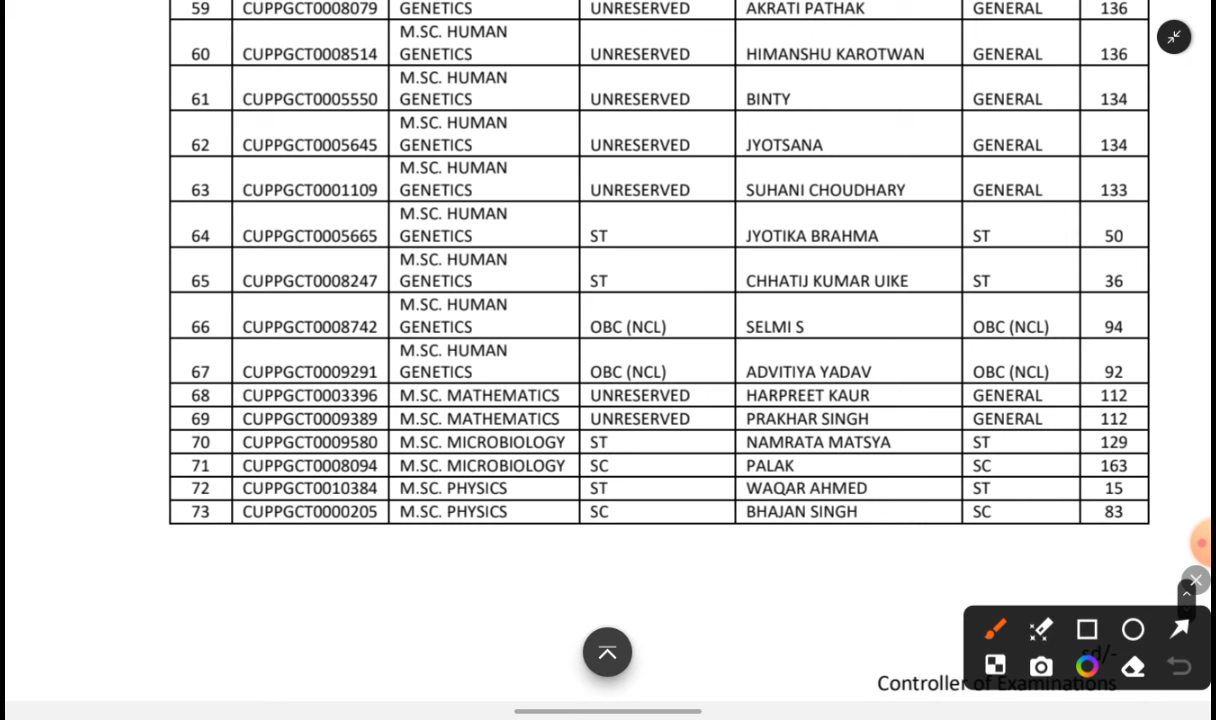 59 CUPPGCT0008079 GENETICS UNRESERVED AKRATI PATHAK GENERAL 136
M.SC. HUMAN
60 CUPPGCT0008514 GENETICS UNRESERVED HIMANSHU KAROTWAN GENERAL 136
M.SC. HUMAN
61 CUPPGCT0005550 GENETICS UNRESERVED BINTY GENERAL 134
M.SC. HUMAN
62 CUPPGCT0005645 GENETICS UNRESERVED JYOTSANA GENERAL 134
M.SC. HUMAN
63 CUPPGCT0001109 GENETICS UNRESERVED SUHANI CHOUDHARY GENERAL 133
M.SC. HUMAN
64 CUPPGCT0005665 GENETICS ST JYOTIKA BRAHMA ST 50
M.SC. HUMAN
65 CUPPGCT0008247 GENETICS ST CHHATIJ KUMAR UIKE ST 36
M.SC. HUMAN
66 CUPPGCT0008742 GENETICS OBC (NCL) SELMI S OBC (NCL) 94
M.SC. HUMAN
67 CUPPGCT0009291 GENETICS OBC (NCL) ADVITIYA YADAV OBC (NCL) 92
68 CUPPGCT0003396 M.SC. MATHEMATICS UNRESERVED HARPREET KAUR GENERAL 112
69 CUPPGCT0009389 M.SC. MATHEMATICS UNRESERVED PRAKHAR SINGH GENERAL 112
70 CUPPGCT0009580 M.SC. MICROBIOLOGY ST NAMRATA MATSYA ST 129
71 CUPPGCT0008094 M.SC. MICROBIOLOGY SC PALAK SC 163
72 CUPPGCT0010384 M.SC. PHYSICS ST WAQAR AHMED ST 15
73 CUPPGCT0000205 M.SC. PHYSICS SC BHAJAN SINGH SC 83
sd/-
Controller of Examinations